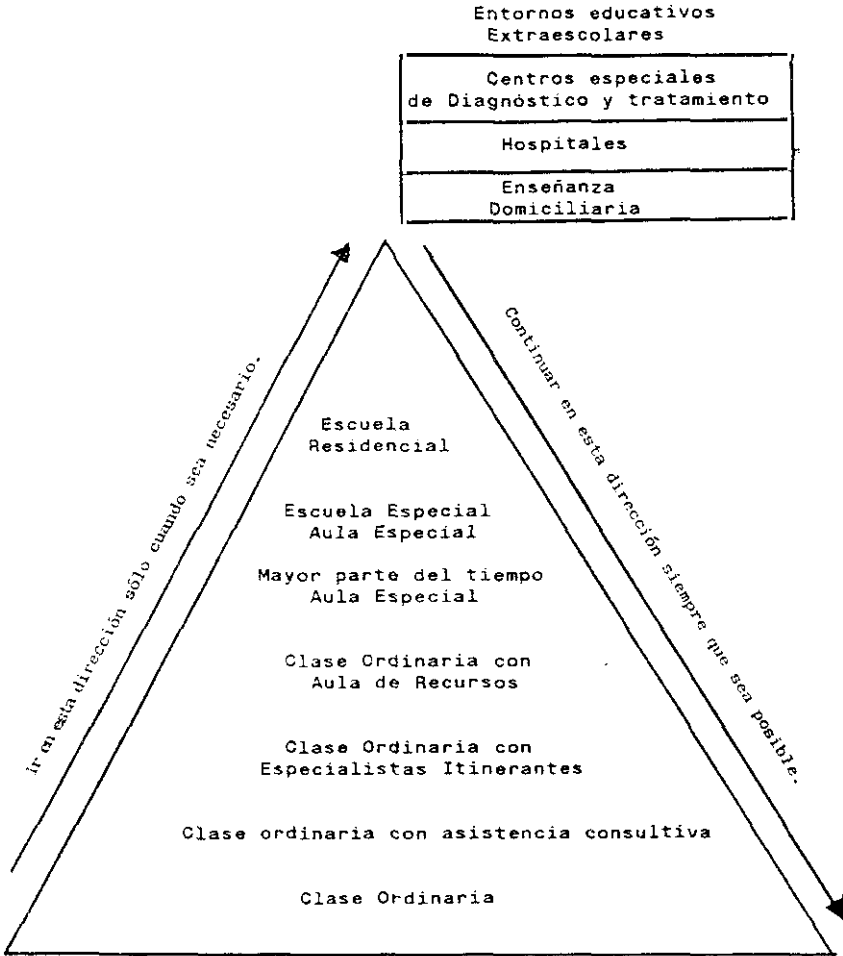 Entornos educativos
Extraescolares
Centros especiales
de Diagnóstico y tratamiento
Hospitales
Enseñanza
Domiciliaria
ir en esta dirección sólo cuando sea necesario.
Continuar en esta dirección siempre que sea posible.
Escuela
Residencial
Escuela Especial
Aula Especial
Mayor parte del tiempo
Aula Especial
Clase Ordinaria con
Aula de Recursos
Clase Ordinaria con
Especialistas Itinerantes
Clase ordinaria con asistencia consultiva
Clase Ordinaria